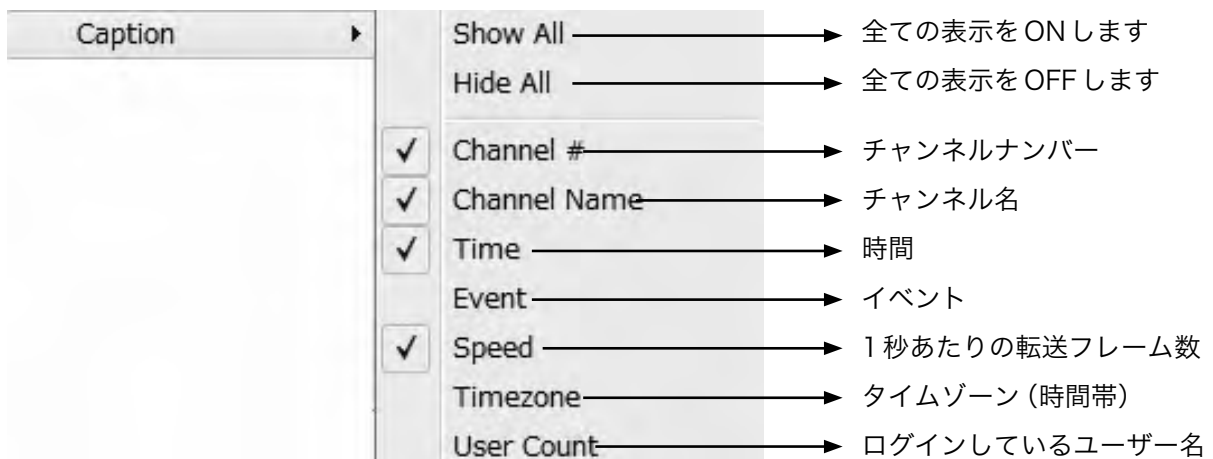 Caption Show All 全ての表示をONします
Hide All 全ての表示をOFFします
Channel # チャンネルナンバー
Channel Name チャンネル名
Time 時間
Event イベント
Speed 1秒あたりの転送フレーム数
Timezone タイムゾーン（時間帯）
User Count ログインしているユーザー名